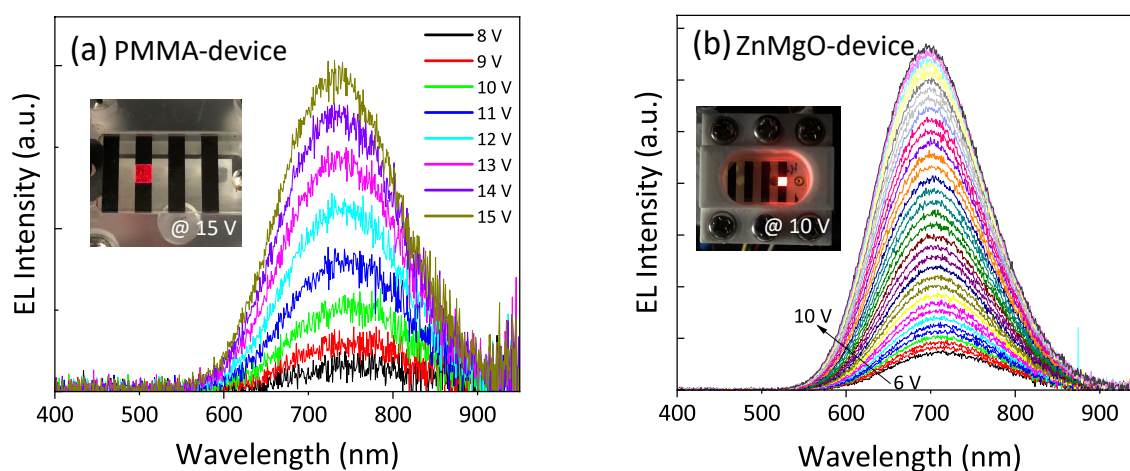 (a) PMMA-device
8 V
9 V
10 V
11 V
12 V
13 V
14 V
15 V
@ 15 V
EL Intensity (a.u.)
400 500 600 700 800 900
Wavelength (nm)
(b) ZnMgO-device
@ 10 V
10 V
6 V
EL Intensity (a.u.)
400 500 600 700 800 900
Wavelength (nm)